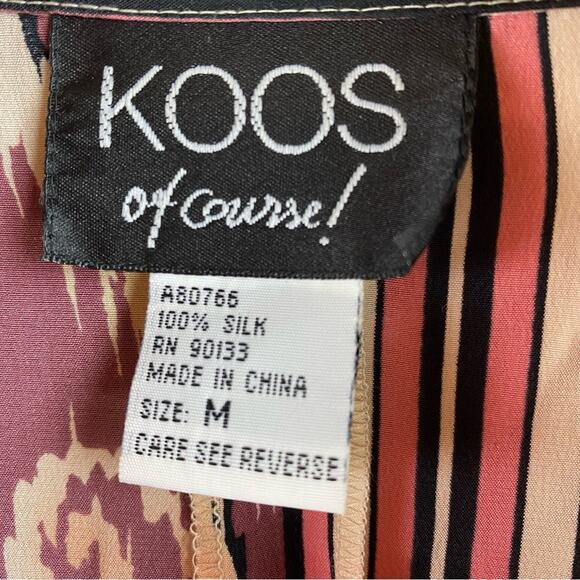 KOOS
of course!
A80766
100% SILK
RN 90133
MADE IN CHINA
SIZE: M
CARE SEE REVERSE